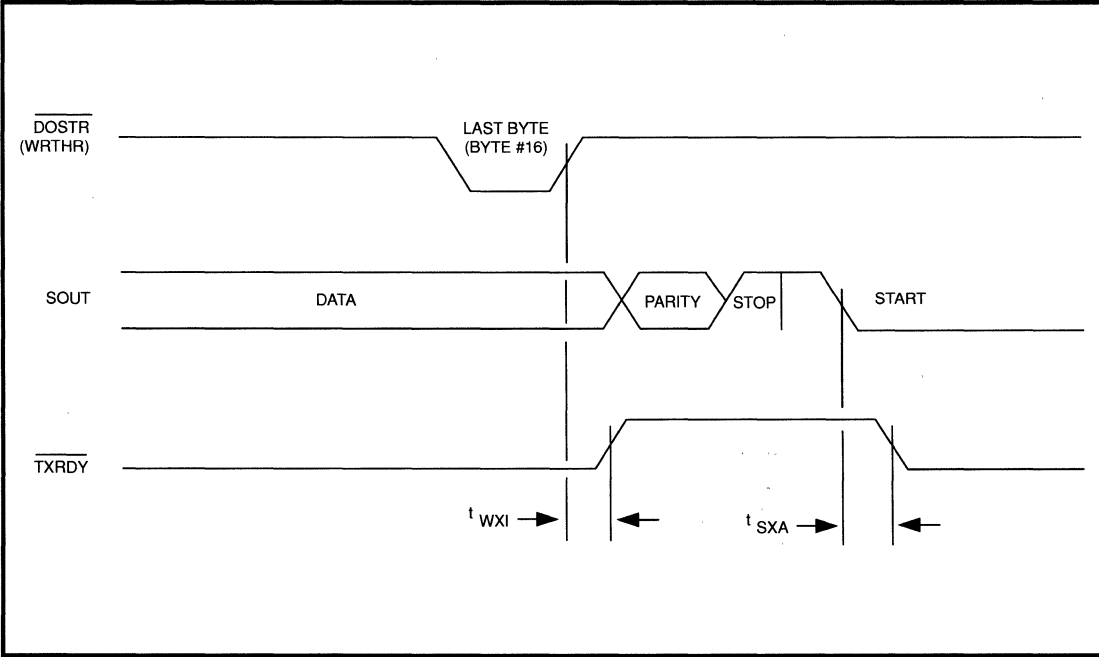 DOSTR
(WRTHR)
LAST BYTE
(BYTE #16)
SOUT
DATA
PARITY
STOP
START
TXRDY
t WXI
t SXA